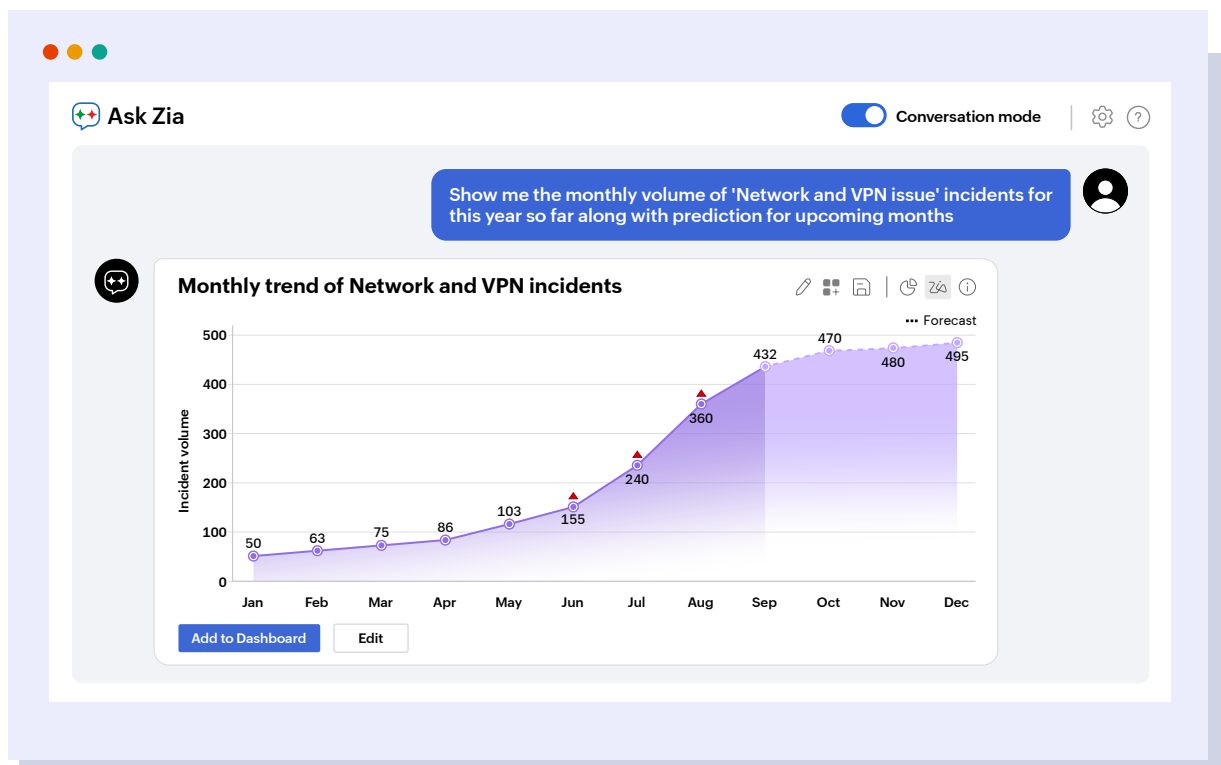 Ask Zia
Conversation mode
?
Show me the monthly volume of 'Network and VPN issue' incidents for
this year so far along with prediction for upcoming months
Monthly trend of Network and VPN incidents
Zia
i
Forecast
Incident volume
500
400
300
200
100
0
50
63
75
86
103
155
240
360
432
470
480
495
Jan Feb Mar Apr May Jun Jul Aug Sep Oct Nov Dec
Add to Dashboard
Edit